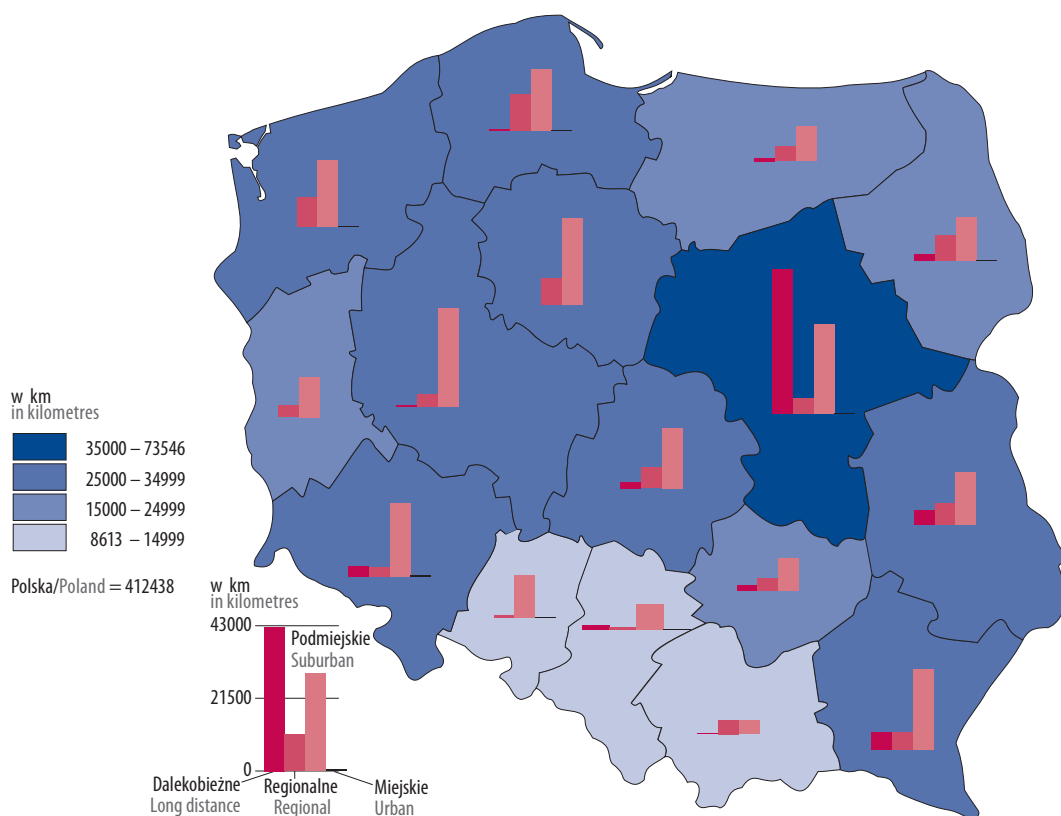 w km
in kilometres
35000 – 73546
25000 – 34999
15000 – 24999
8613 – 14999
Polska/Poland = 412438
w km
in kilometres
43000
Podmiejskie
Suburban
21500
0
Dalekobieżne Regionalne Miejskie
Long distance Regional Urban